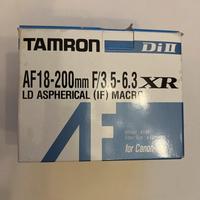 TAMRON Di II
AF18-200mm F/3.5-6.3 XR
LD ASPHERICAL (IF) MACRO
AF
for Canon